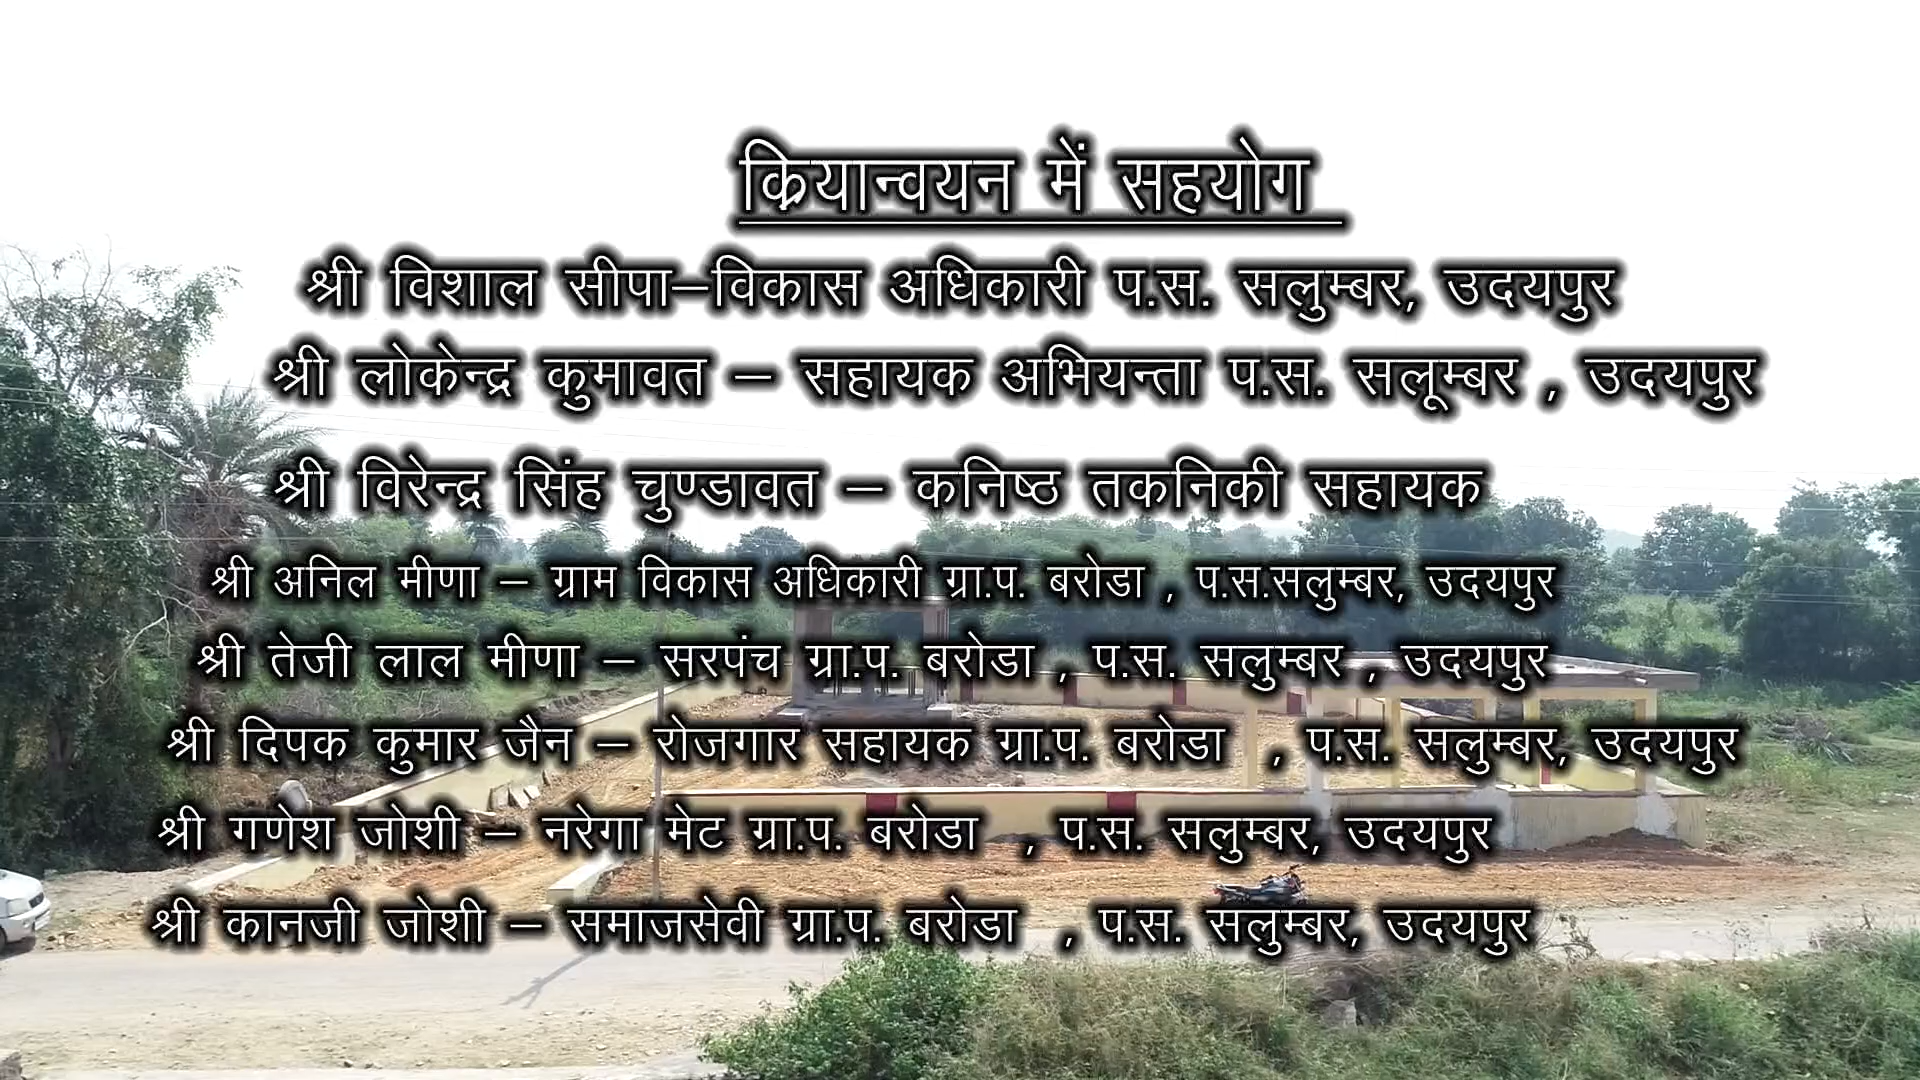 क्रियान्वयन में सहयोग
श्री विशाल सीपा–विकास अधिकारी प.स. सलुम्बर, उदयपुर
श्री लोकेन्द्र कुमावत – सहायक अभियन्ता प.स. सलूम्बर , उदयपुर
श्री विरेन्द्र सिंह चुण्डावत – कनिष्ठ तकनिकी सहायक
श्री अनिल मीणा – ग्राम विकास अधिकारी ग्रा.प. बरोडा , प.स.सलुम्बर, उदयपुर
श्री तेजी लाल मीणा – सरपंच ग्रा.प. बरोडा , प.स. सलुम्बर , उदयपुर
श्री दिपक कुमार जैन – रोजगार सहायक ग्रा.प. बरोडा , प.स. सलुम्बर, उदयपुर
श्री गणेश जोशी – नरेगा मेट ग्रा.प. बरोडा , प.स. सलुम्बर, उदयपुर
श्री कानजी जोशी – समाजसेवी ग्रा.प. बरोडा , प.स. सलुम्बर, उदयपुर